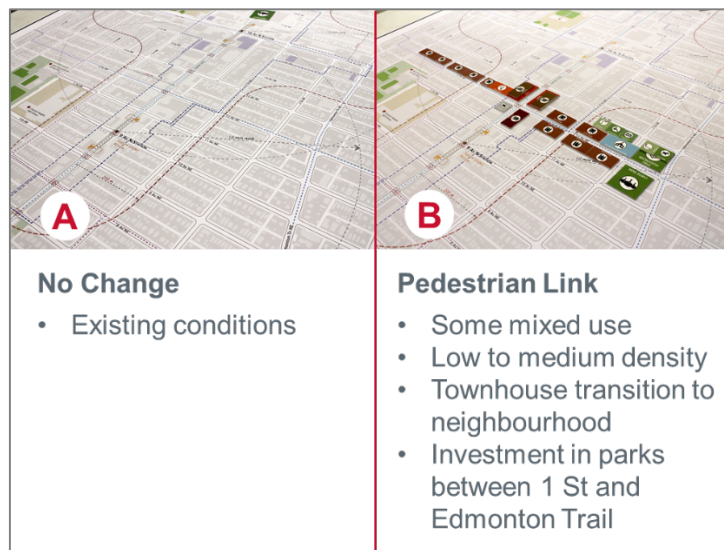 A
B
No Change
• Existing conditions
Pedestrian Link
• Some mixed use
• Low to medium density
• Townhouse transition to
neighbourhood
• Investment in parks
between 1 St and
Edmonton Trail